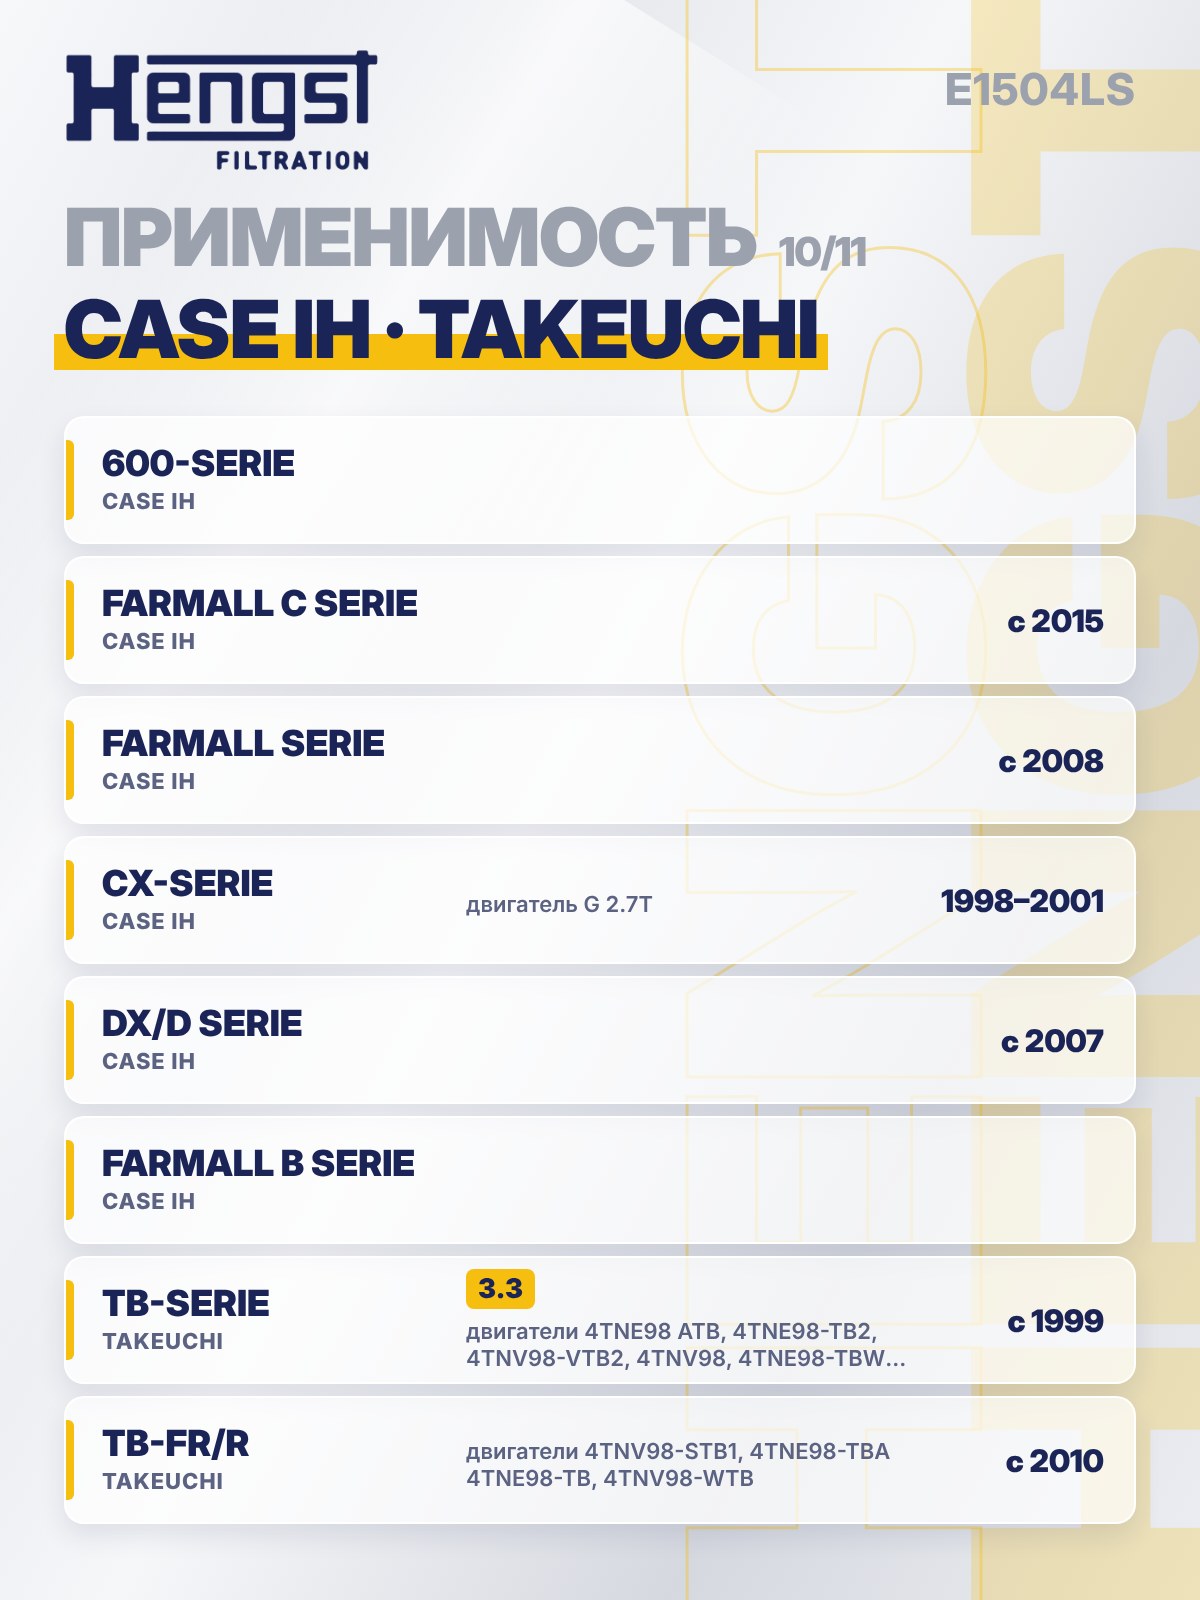 Hengst
FILTRATION
E1504LS
ПРИМЕНИМОСТЬ 10/11
CASE IH · TAKEUCHI
600-SERIE
CASE IH
FARMALL C SERIE
CASE IH
с 2015
FARMALL SERIE
CASE IH
с 2008
CX-SERIE
CASE IH
двигатель G 2.7T
1998–2001
DX/D SERIE
CASE IH
с 2007
FARMALL B SERIE
CASE IH
TB-SERIE
TAKEUCHI
3.3
двигатели 4TNE98 ATB, 4TNE98-TB2,
4TNV98-VTB2, 4TNV98, 4TNE98-TBW...
с 1999
TB-FR/R
TAKEUCHI
двигатели 4TNV98-STB1, 4TNE98-TBA
4TNE98-TB, 4TNV98-WTB
с 2010
HENGST
HENGST